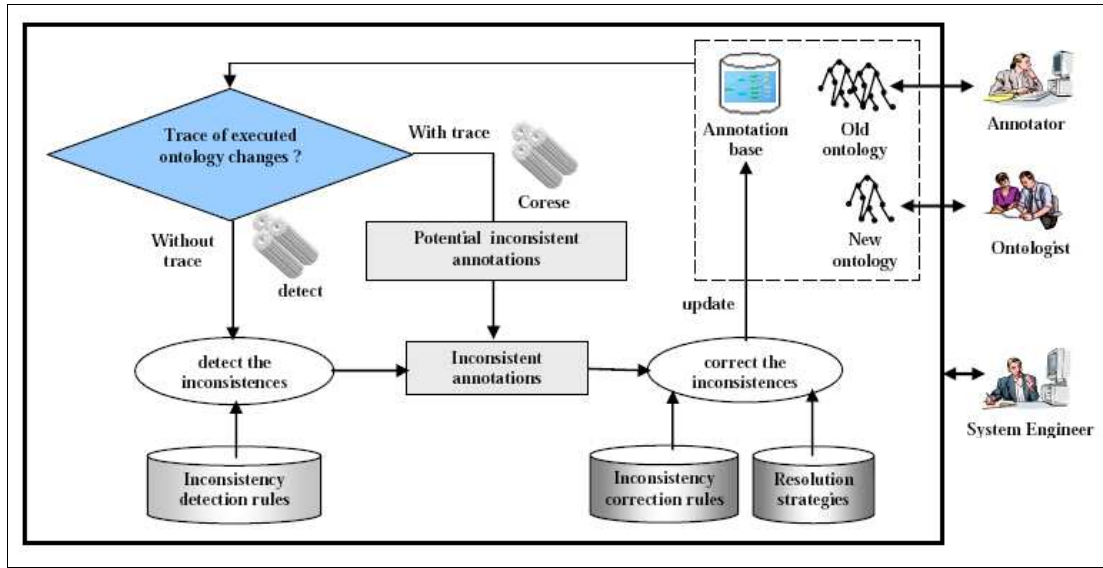 Trace of executed
ontology changes ?
With trace
Corese
Without
trace
detect
Potential inconsistent
annotations
Annotation
base
Old
ontology
New
ontology
Annotator
Ontologist
System Engineer
update
detect the
inconsistences
Inconsistent
annotations
correct the
inconsistences
Inconsistency
detection rules
Inconsistency
correction rules
Resolution
strategies